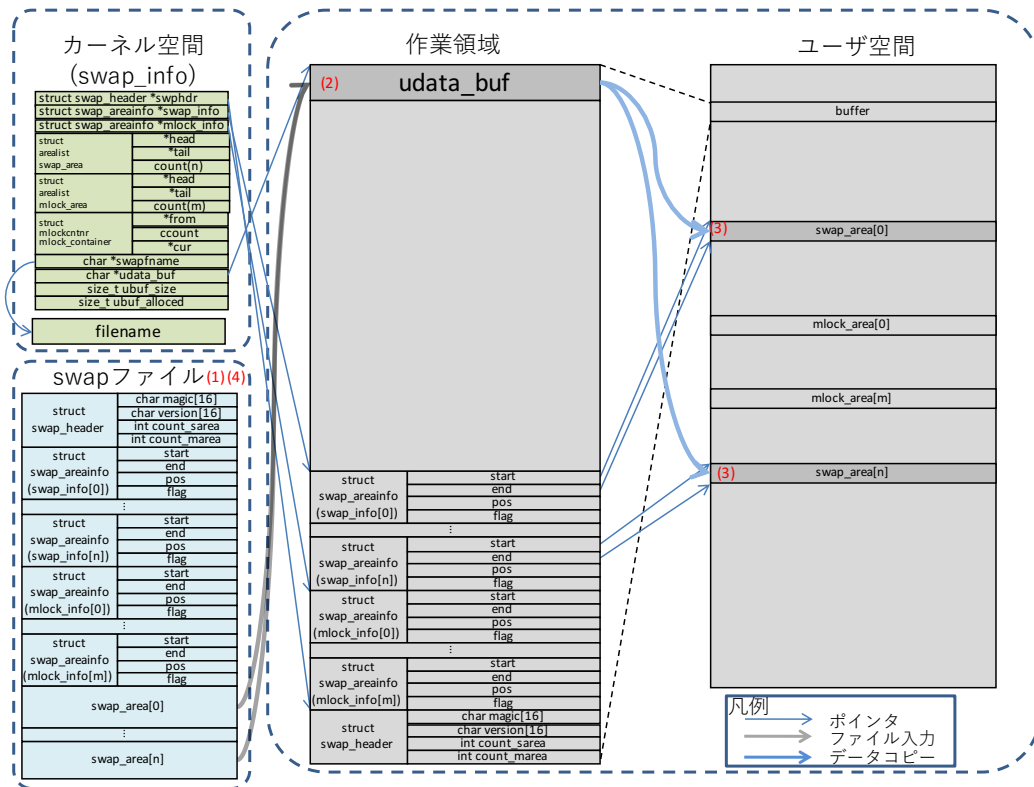 カーネル空間
(swap_info)
struct swap_header *swphdr
struct swap_areainfo *swap_info
struct swap_areainfo *mlock_info
struct
arealist
swap_area
*head
*tail
count(n)
struct
arealist
mlock_area
*head
*tail
count(m)
struct
mlockcntnr
mlock_container
*from
ccount
*cur
char *swapfname
char *udata_buf
size_t ubuf_size
size_t ubuf_alloced
filename
swapファイル(1)(4)
struct
swap_header
char magic[16]
char version[16]
int count_sarea
int count_marea
struct
swap_areainfo
(swap_info[0])
start
end
pos
flag
⋮
struct
swap_areainfo
(swap_info[n])
start
end
pos
flag
struct
swap_areainfo
(mlock_info[0])
start
end
pos
flag
⋮
struct
swap_areainfo
(mlock_info[m])
start
end
pos
flag
swap_area[0]
⋮
swap_area[n]
作業領域
(2) udata_buf
struct
swap_areainfo
(swap_info[0])
start
end
pos
flag
⋮
struct
swap_areainfo
(swap_info[n])
start
end
pos
flag
struct
swap_areainfo
(mlock_info[0])
start
end
pos
flag
⋮
struct
swap_areainfo
(mlock_info[m])
start
end
pos
flag
struct
swap_header
char magic[16]
char version[16]
int count_sarea
int count_marea
ユーザ空間
buffer
(3) swap_area[0]
mlock_area[0]
mlock_area[m]
(3) swap_area[n]
凡例
ポインタ
ファイル入力
データコピー